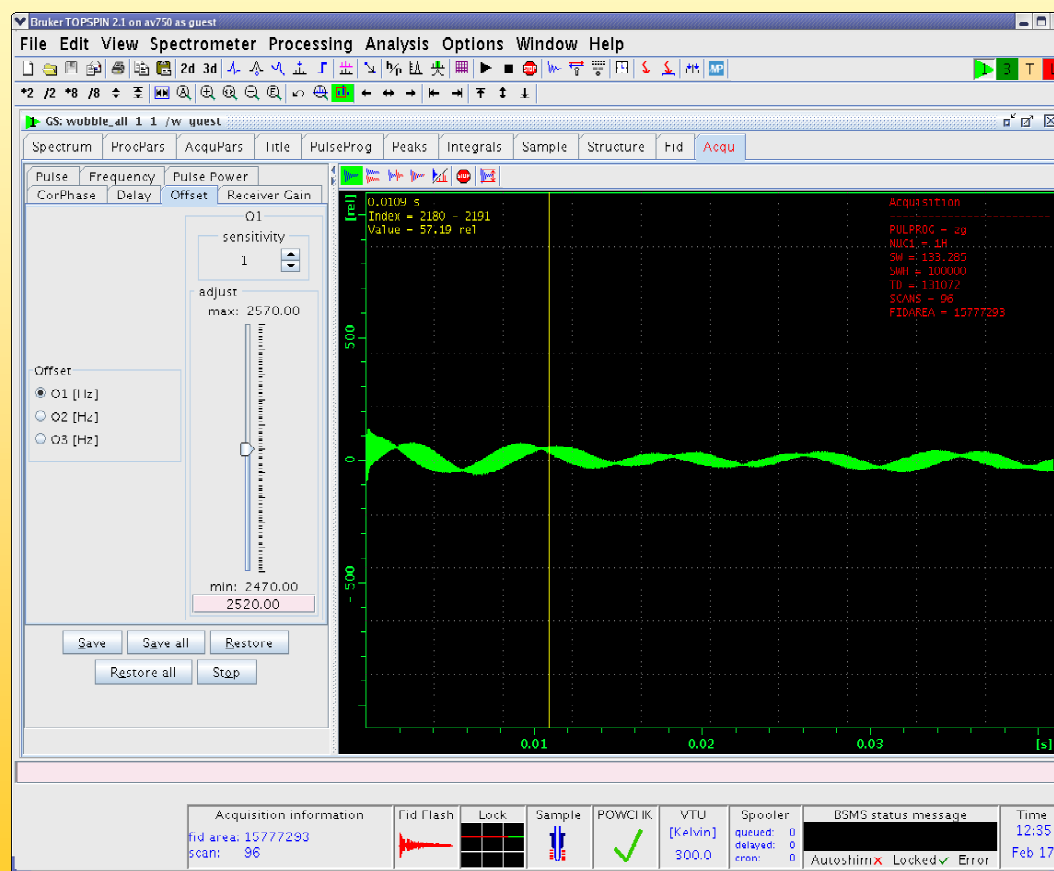 Bruker TOPSPIN 2.1 on av750 as guest
File Edit View Spectrometer Processing Analysis Options Window Help
2d 3d
*2 /2 *8 /8
1 3 T
1 GS: wobble_all 1 1 /w guest
Spectrum ProcPars AcquPars Title PulseProg Peaks Integrals Sample Structure Fid Acqu
Pulse Frequency Pulse Power
CorPhase Delay Offset Receiver Gain
O1
sensitivity
1
adjust
max: 2570.00
Offset
O1 [Hz]
O2 [Hz]
O3 [Hz]
min: 2470.00
2520.00
Save Save all Restore
Restore all Stop
[rel]
0.0109 s
Index = 2180 - 2191
Value = 57.19 rel
Acquisition
PULPROG = zg
NUC1 = 1H
SW = 133.285
SWH = 100000
TD = 131072
SCANS = 96
FIDAREA = 15777293
500
0
- 500
0.01 0.02 0.03 [s]
Acquisition information
fid area: 15777293
scan: 96
Fid Flash
Lock
Sample
POWCHK
VTU
[Kelvin]
300.0
Spooler
queued: 0
delayed: 0
cron: 0
BSMS status message
Autoshim Locked Error
Time
12:35
Feb 17